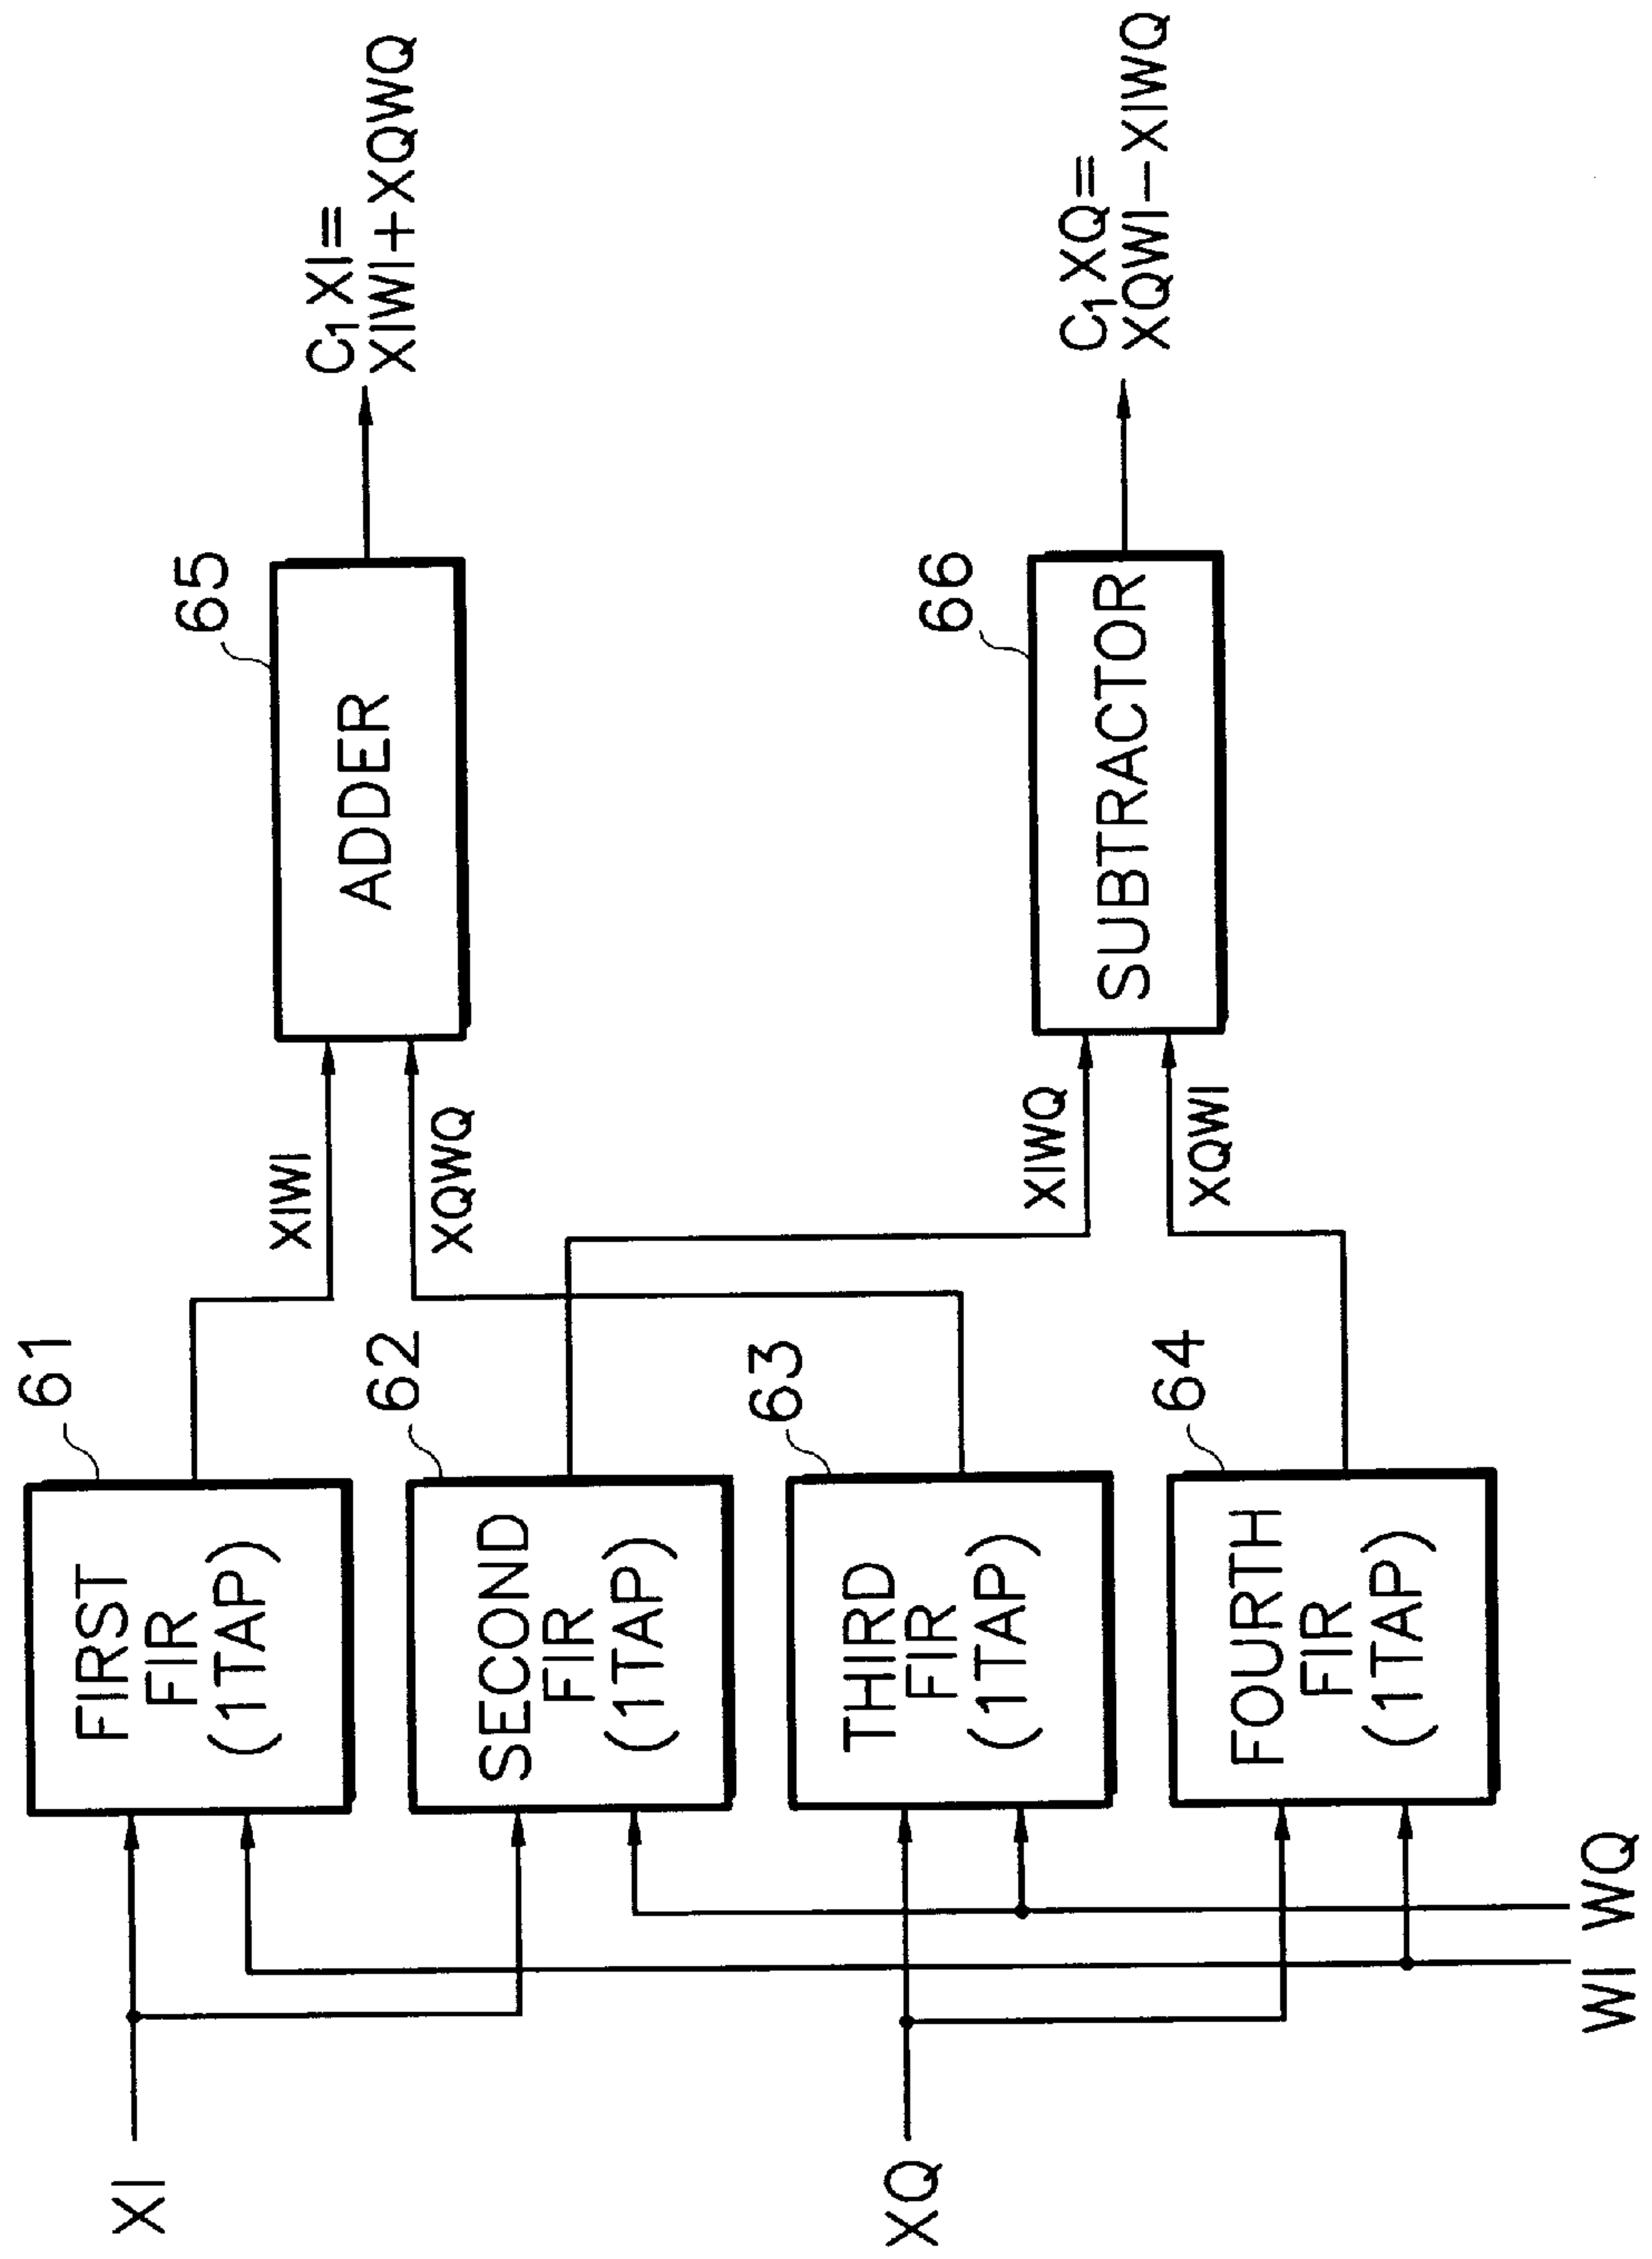 XI
XQ
WI
WQ
61
FIRST
FIR
(1TAP)
62
SECOND
FIR
(1TAP)
63
THIRD
FIR
(1TAP)
64
FOURTH
FIR
(1TAP)
XIWI
XQWQ
XIWQ
XQWI
65
ADDER
66
SUBTRACTOR
C₁XI=
XIWI+XQWQ
C₁XQ=
XQWI−XIWQ